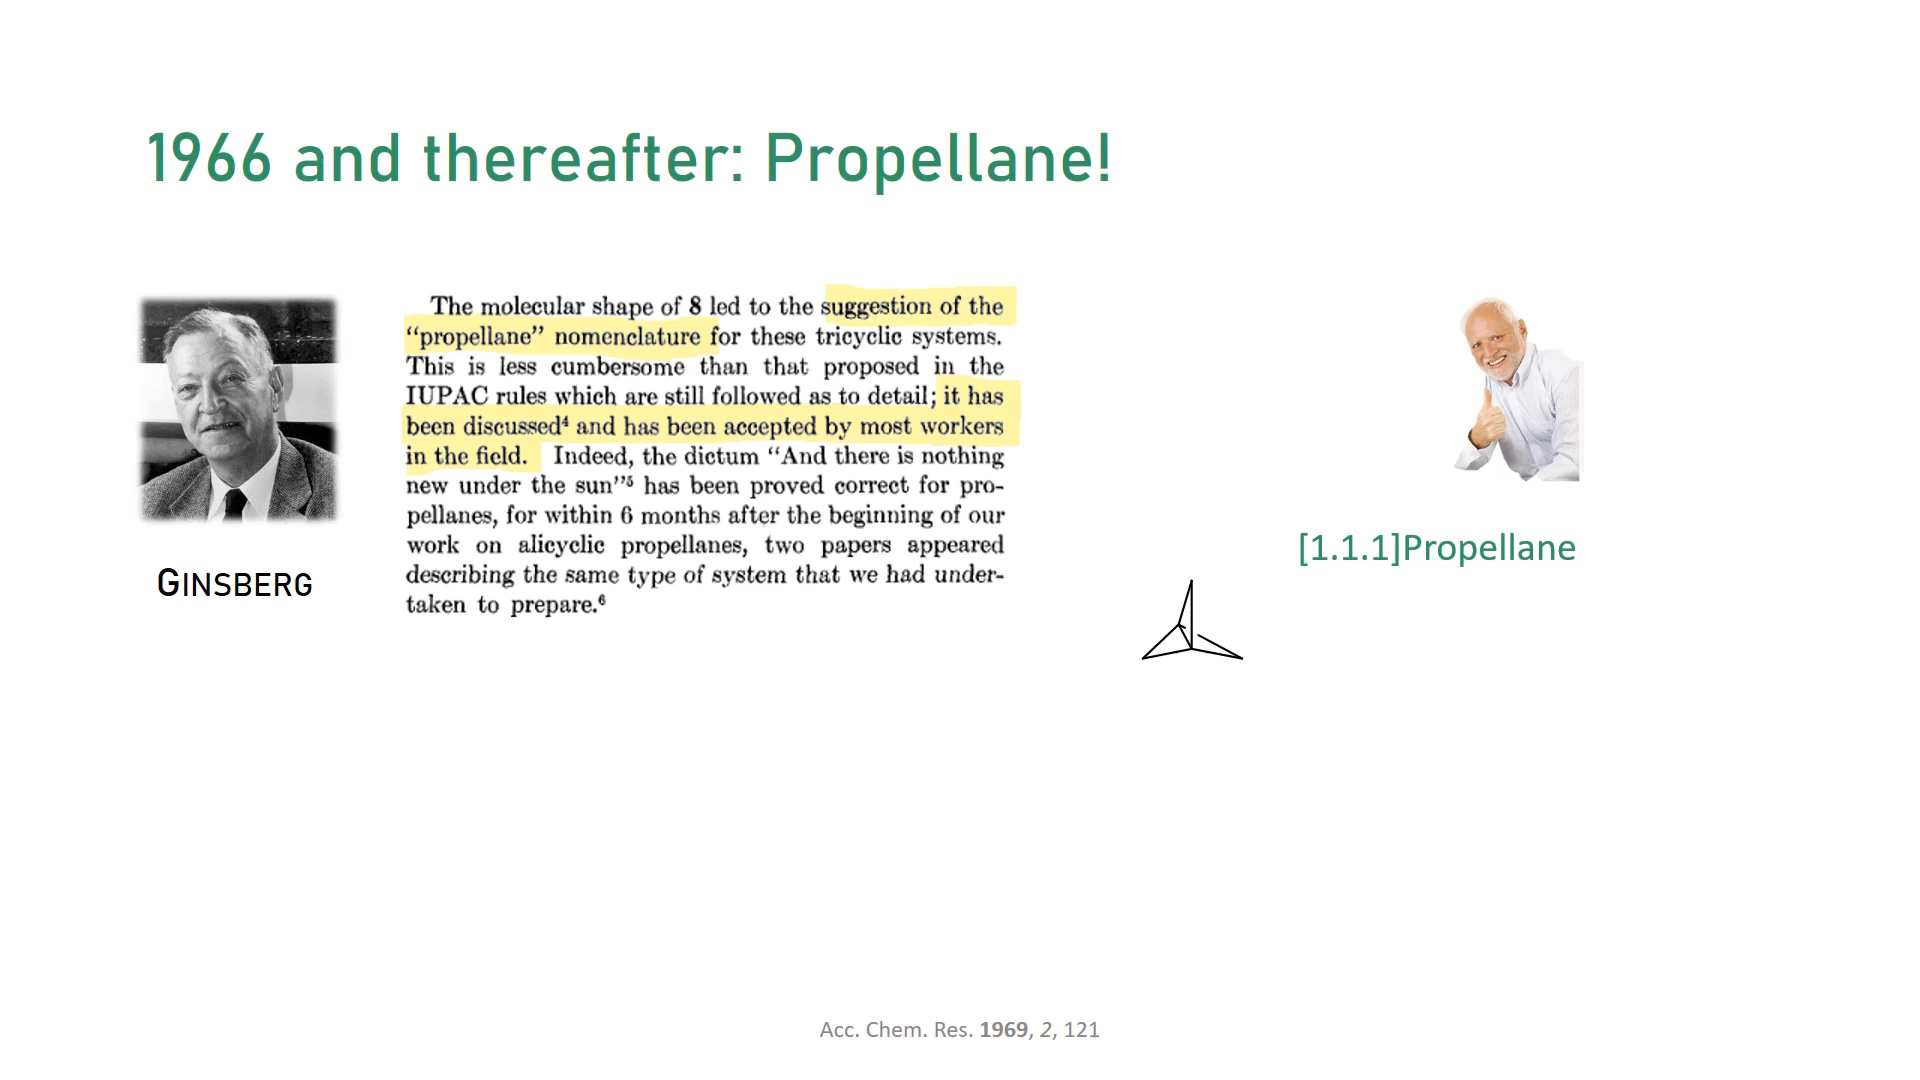 1966 and thereafter: Propellane!
The molecular shape of 8 led to the suggestion of the
“propellane” nomenclature for these tricyclic systems.
This is less cumbersome than that proposed in the
IUPAC rules which are still followed as to detail; it has
been discussed⁴ and has been accepted by most workers
in the field. Indeed, the dictum “And there is nothing
new under the sun”⁵ has been proved correct for pro-
pellanes, for within 6 months after the beginning of our
work on alicyclic propellanes, two papers appeared
describing the same type of system that we had under-
taken to prepare.⁶
GINSBERG
[1.1.1]Propellane
Acc. Chem. Res. 1969, 2, 121